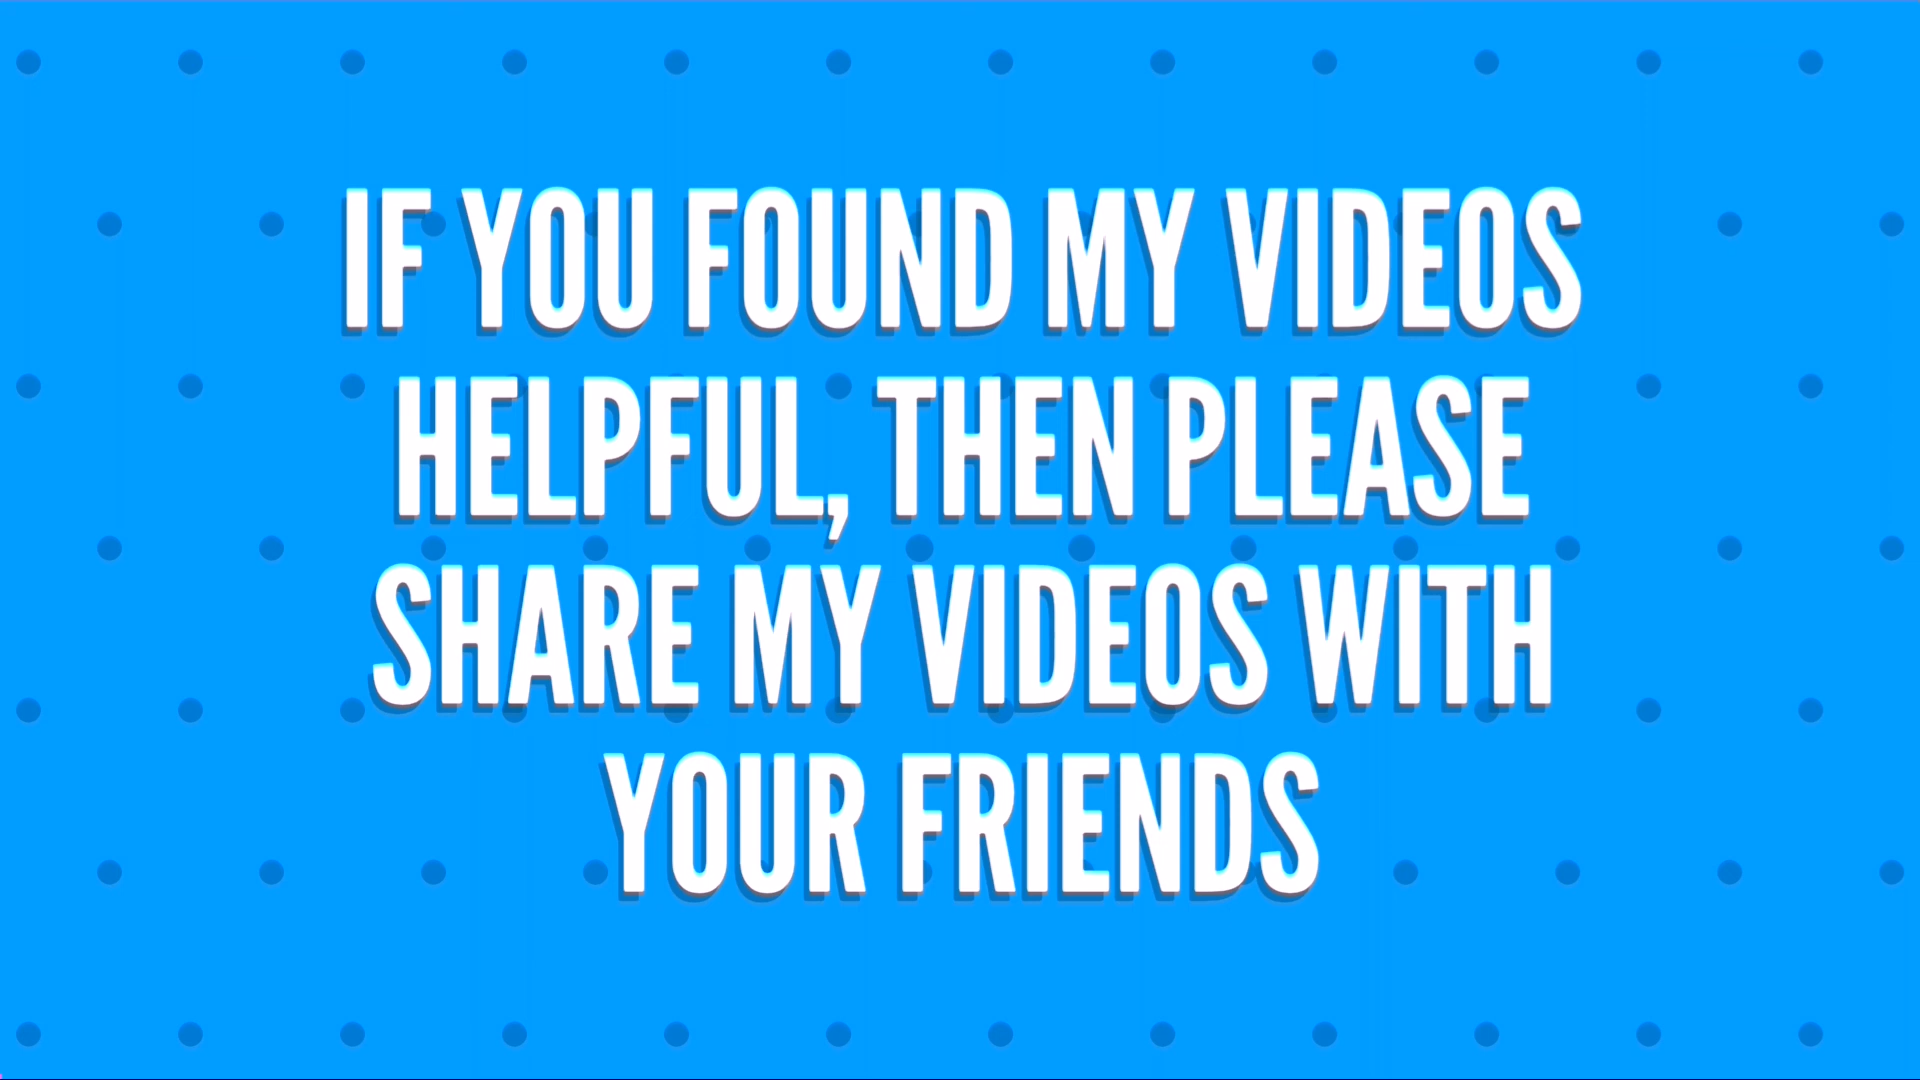 IF YOU FOUND MY VIDEOS
HELPFUL, THEN PLEASE
SHARE MY VIDEOS WITH
YOUR FRIENDS